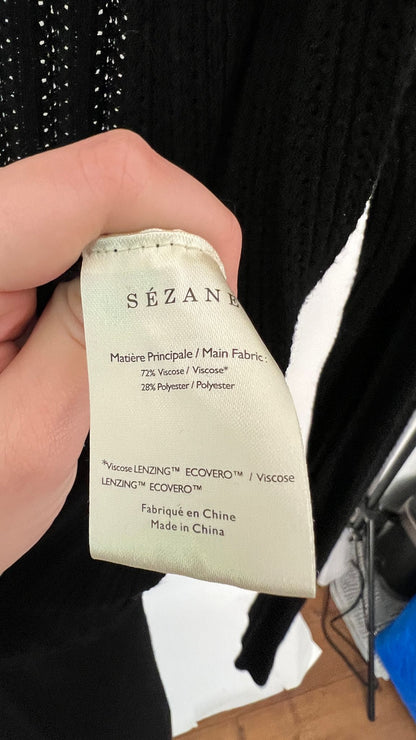 SÉZANE
Matière Principale / Main Fabric:
72% Viscose / Viscose*
28% Polyester / Polyester
*Viscose LENZING™ ECOVERO™ / Viscose
LENZING™ ECOVERO™
Fabriqué en Chine
Made in China